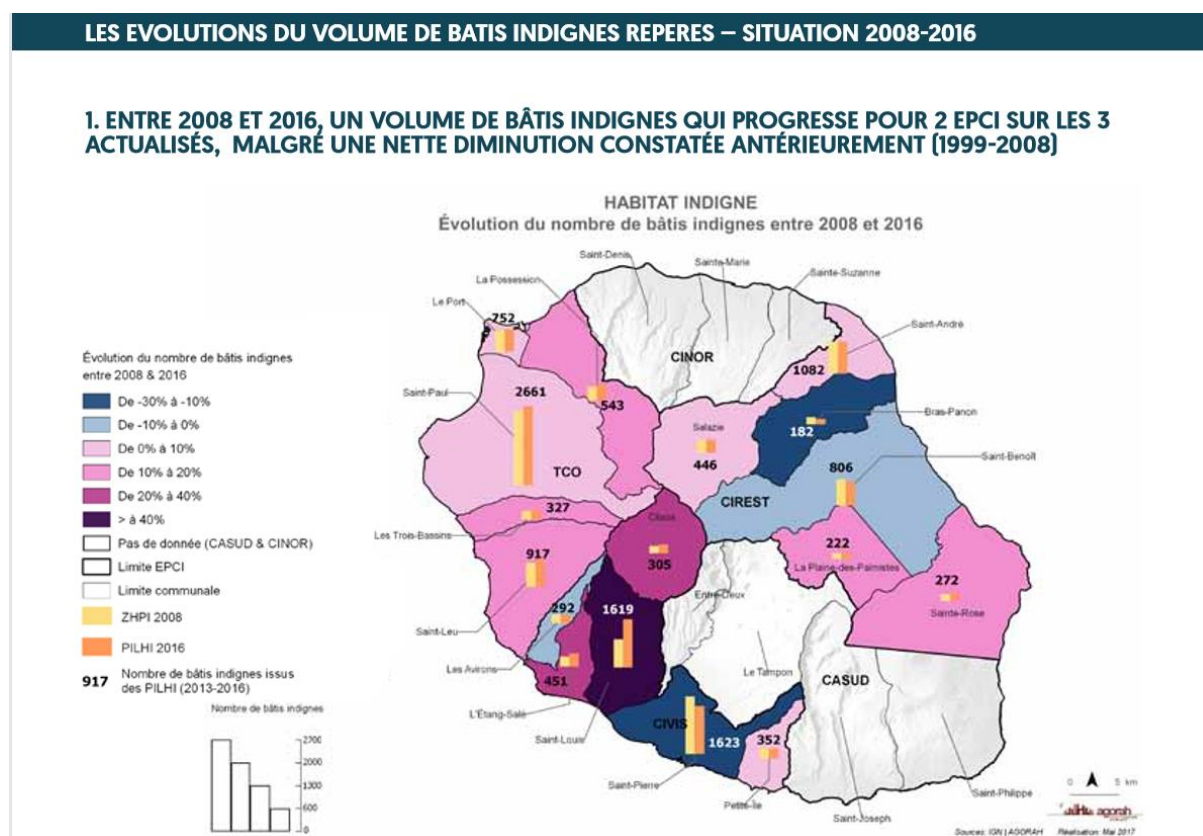 LES EVOLUTIONS DU VOLUME DE BATIS INDIGNES REPERES – SITUATION 2008-2016
1. ENTRE 2008 ET 2016, UN VOLUME DE BÂTIS INDIGNES QUI PROGRESSE POUR 2 EPCI SUR LES 3
ACTUALISÉS, MALGRÉ UNE NETTE DIMINUTION CONSTATÉE ANTÉRIEUREMENT (1999-2008)
HABITAT INDIGNE
Évolution du nombre de bâtis indignes entre 2008 et 2016
Saint-Denis
Sainte-Marie
Sainte-Suzanne
La Possession
Le Port
752
Saint-André
CINOR
1082
Saint-Paul
2661
543
Bras-Panon
182
Salazie
446
806
Saint-Benoît
TCO
CIREST
327
Les Trois-Bassins
Cilaos
305
222
La Plaine-des-Palmistes
917
272
Sainte-Rose
Entre-Deux
292
1619
Saint-Leu
Les Avirons
Le Tampon
CASUD
451
L'Étang-Salé
CIVIS
1623
352
Saint-Louis
Saint-Pierre
Petite-Île
Saint-Joseph
Saint-Philippe
Évolution du nombre de bâtis indignes
entre 2008 & 2016
De -30% à -10%
De -10% à 0%
De 0% à 10%
De 10% à 20%
De 20% à 40%
> à 40%
Pas de donnée (CASUD & CINOR)
Limite EPCI
Limite communale
ZHPI 2008
PILHI 2016
917 Nombre de bâtis indignes issus
des PILHI (2013-2016)
Nombre de bâtis indignes
2700
2000
1300
600
0
0 5 km
agorah
Sources: IGN | AGORAH Réalisation: Mai 2017